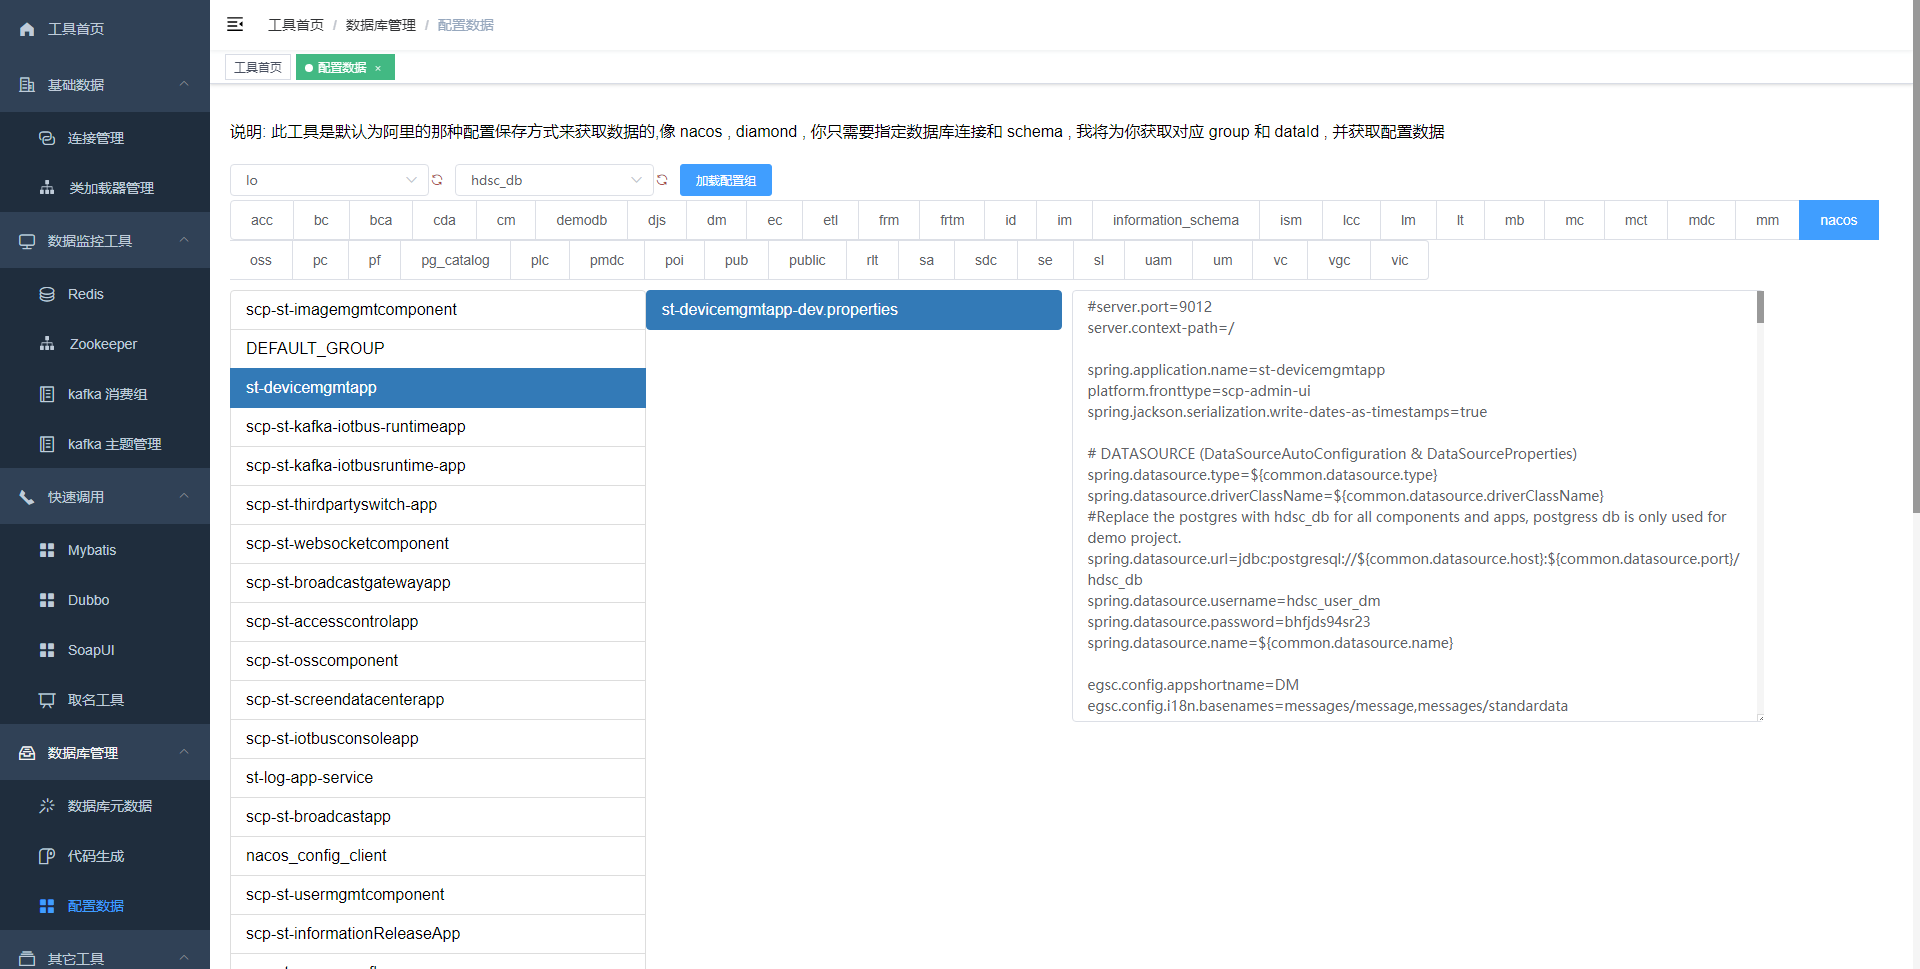 工具首页
基础数据
连接管理
类加载器管理
数据监控工具
Redis
Zookeeper
kafka 消费组
kafka 主题管理
快速调用
Mybatis
Dubbo
SoapUI
取名工具
数据库管理
数据库元数据
代码生成
配置数据
其它工具
工具首页 / 数据库管理 / 配置数据
工具首页 配置数据 ×
说明: 此工具是默认为阿里的那种配置保存方式来获取数据的,像 nacos , diamond , 你只需要指定数据库连接和 schema , 我将为你获取对应 group 和 dataId , 并获取配置数据
lo hdsc_db 加载配置组
acc bc bca cda cm demodb djs dm ec etl frm frtm id im information_schema ism lcc lm lt mb mc mct mdc mm nacos
oss pc pf pg_catalog plc pmdc poi pub public rlt sa sdc se sl uam um vc vgc vic
scp-st-imagemgmtcomponent
DEFAULT_GROUP
st-devicemgmtapp
scp-st-kafka-iotbus-runtimeapp
scp-st-kafka-iotbusruntime-app
scp-st-thirdpartyswitch-app
scp-st-websocketcomponent
scp-st-broadcastgatewayapp
scp-st-accesscontrolapp
scp-st-osscomponent
scp-st-screendatacenterapp
scp-st-iotbusconsoleapp
st-log-app-service
scp-st-broadcastapp
nacos_config_client
scp-st-usermgmtcomponent
scp-st-informationReleaseApp
st-devicemgmtapp-dev.properties
#server.port=9012
server.context-path=/
spring.application.name=st-devicemgmtapp
platform.fronttype=scp-admin-ui
spring.jackson.serialization.write-dates-as-timestamps=true
# DATASOURCE (DataSourceAutoConfiguration & DataSourceProperties)
spring.datasource.type=${common.datasource.type}
spring.datasource.driverClassName=${common.datasource.driverClassName}
#Replace the postgres with hdsc_db for all components and apps, postgress db is only used for
demo project.
spring.datasource.url=jdbc:postgresql://${common.datasource.host}:${common.datasource.port}/
hdsc_db
spring.datasource.username=hdsc_user_dm
spring.datasource.password=bhfjds94sr23
spring.datasource.name=${common.datasource.name}
egsc.config.appshortname=DM
egsc.config.i18n.basenames=messages/message,messages/standardata